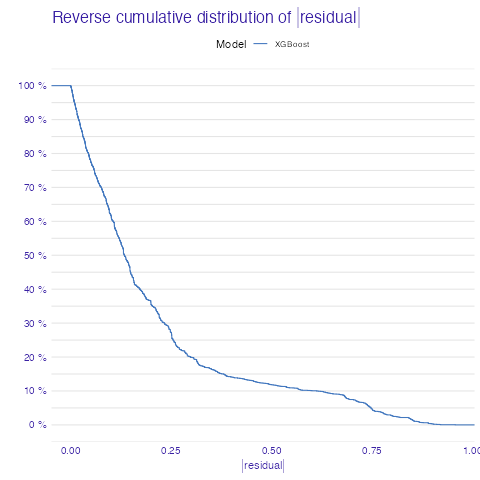 Reverse cumulative distribution of |residual|
Model XGBoost
100 %
90 %
80 %
70 %
60 %
50 %
40 %
30 %
20 %
10 %
0 %
0.00 0.25 0.50 0.75 1.00
|residual|